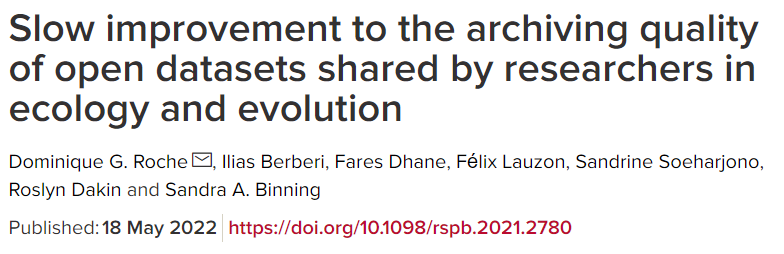 Slow improvement to the archiving quality
of open datasets shared by researchers in
ecology and evolution
Dominique G. Roche, Ilias Berberi, Fares Dhane, Félix Lauzon, Sandrine Soeharjono,
Roslyn Dakin and Sandra A. Binning
Published: 18 May 2022 https://doi.org/10.1098/rspb.2021.2780